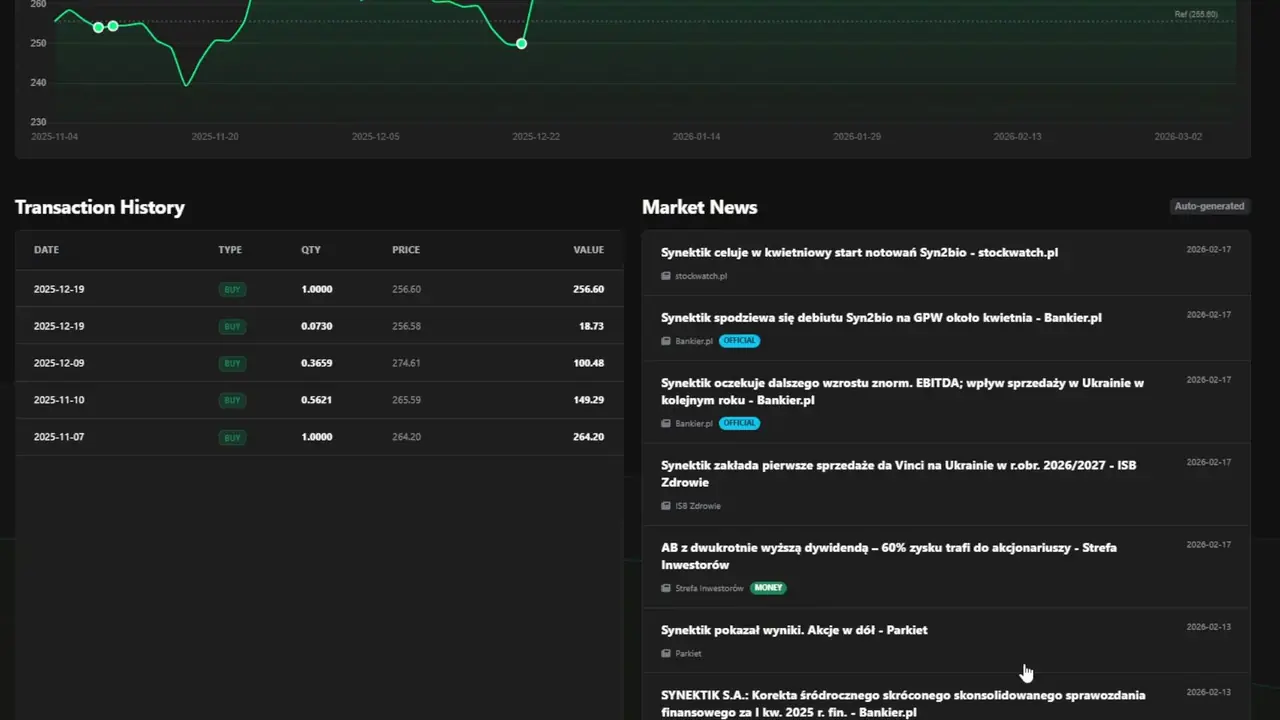 260
Ref (255.60)
250
240
230
2025-11-04
2025-11-20
2025-12-05
2025-12-22
2026-01-14
2026-01-29
2026-02-13
2026-03-02
Transaction History
DATE TYPE QTY PRICE VALUE
2025-12-19 BUY 1.0000 256.60 256.60
2025-12-19 BUY 0.0730 256.58 18.73
2025-12-09 BUY 0.3659 274.61 100.48
2025-11-10 BUY 0.5621 265.59 149.29
2025-11-07 BUY 1.0000 264.20 264.20
Market News
Auto-generated
Synektik celuje w kwietniowy start notowań Syn2bio - stockwatch.pl
2026-02-17
stockwatch.pl
Synektik spodziewa się debiutu Syn2bio na GPW około kwietnia - Bankier.pl
2026-02-17
Bankier.pl OFFICIAL
Synektik oczekuje dalszego wzrostu znorm. EBITDA; wpływ sprzedaży w Ukrainie w
2026-02-17
kolejnym roku - Bankier.pl
Bankier.pl OFFICIAL
Synektik zakłada pierwsze sprzedaże da Vinci na Ukrainie w r.obr. 2026/2027 - ISB
2026-02-17
Zdrowie
ISB Zdrowie
AB z dwukrotnie wyższą dywidendą – 60% zysku trafi do akcjonariuszy - Strefa
2026-02-17
Inwestorów
Strefa Inwestorów MONEY
Synektik pokazał wyniki. Akcje w dół - Parkiet
2026-02-13
Parkiet
SYNEKTIK S.A.: Korekta śródrocznego skróconego skonsolidowanego sprawozdania
2026-02-13
finansowego za I kw. 2025 r. fin. - Bankier.pl